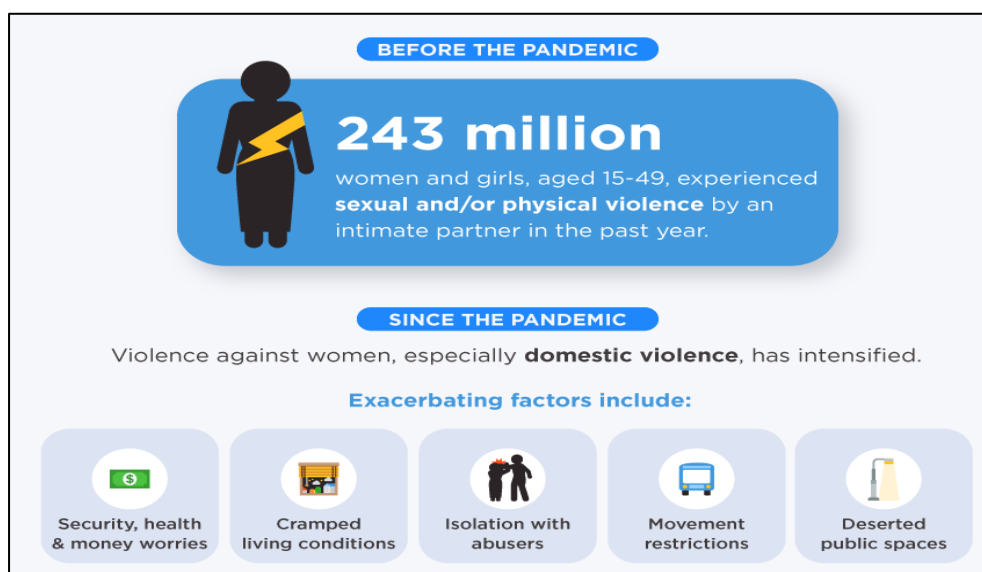 BEFORE THE PANDEMIC
243 million
women and girls, aged 15-49, experienced
sexual and/or physical violence by an
intimate partner in the past year.
SINCE THE PANDEMIC
Violence against women, especially domestic violence, has intensified.
Exacerbating factors include:
Security, health
& money worries
Cramped
living conditions
Isolation with
abusers
Movement
restrictions
Deserted
public spaces